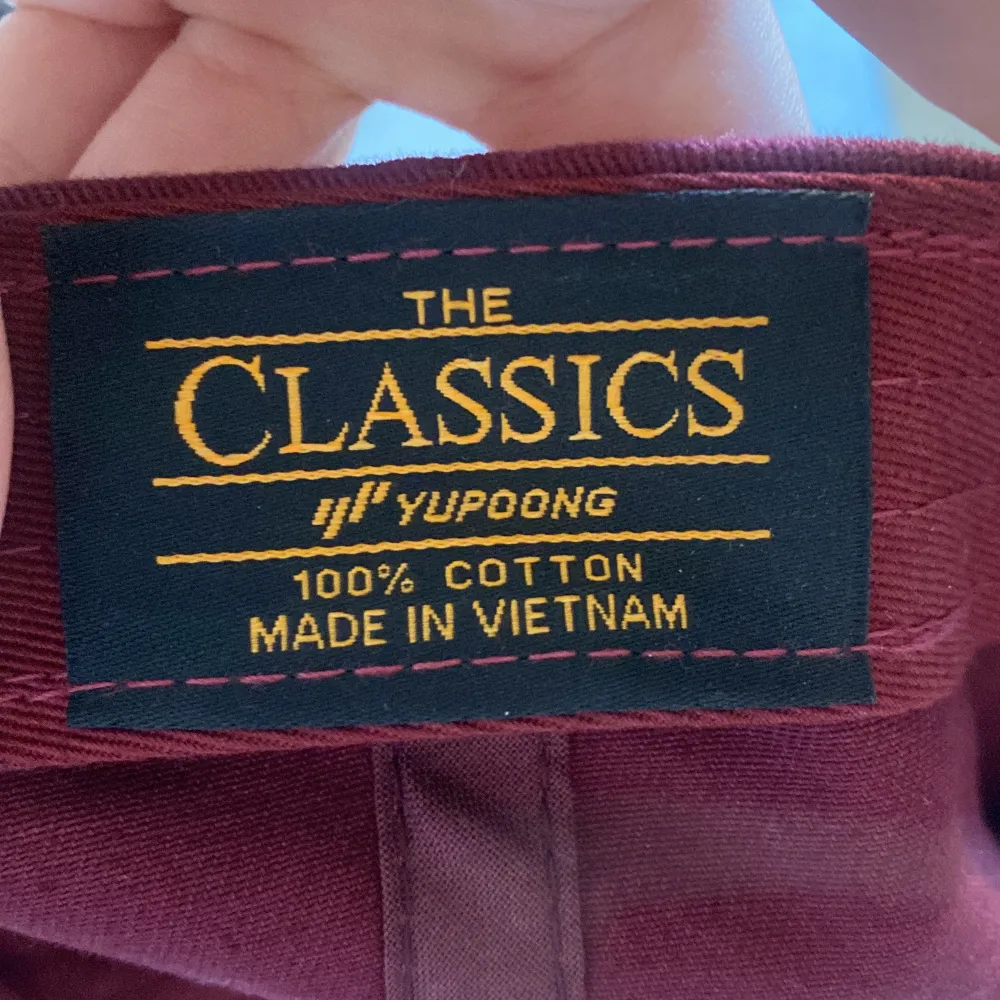 THE
CLASSICS
YUPOONG
100% COTTON
MADE IN VIETNAM